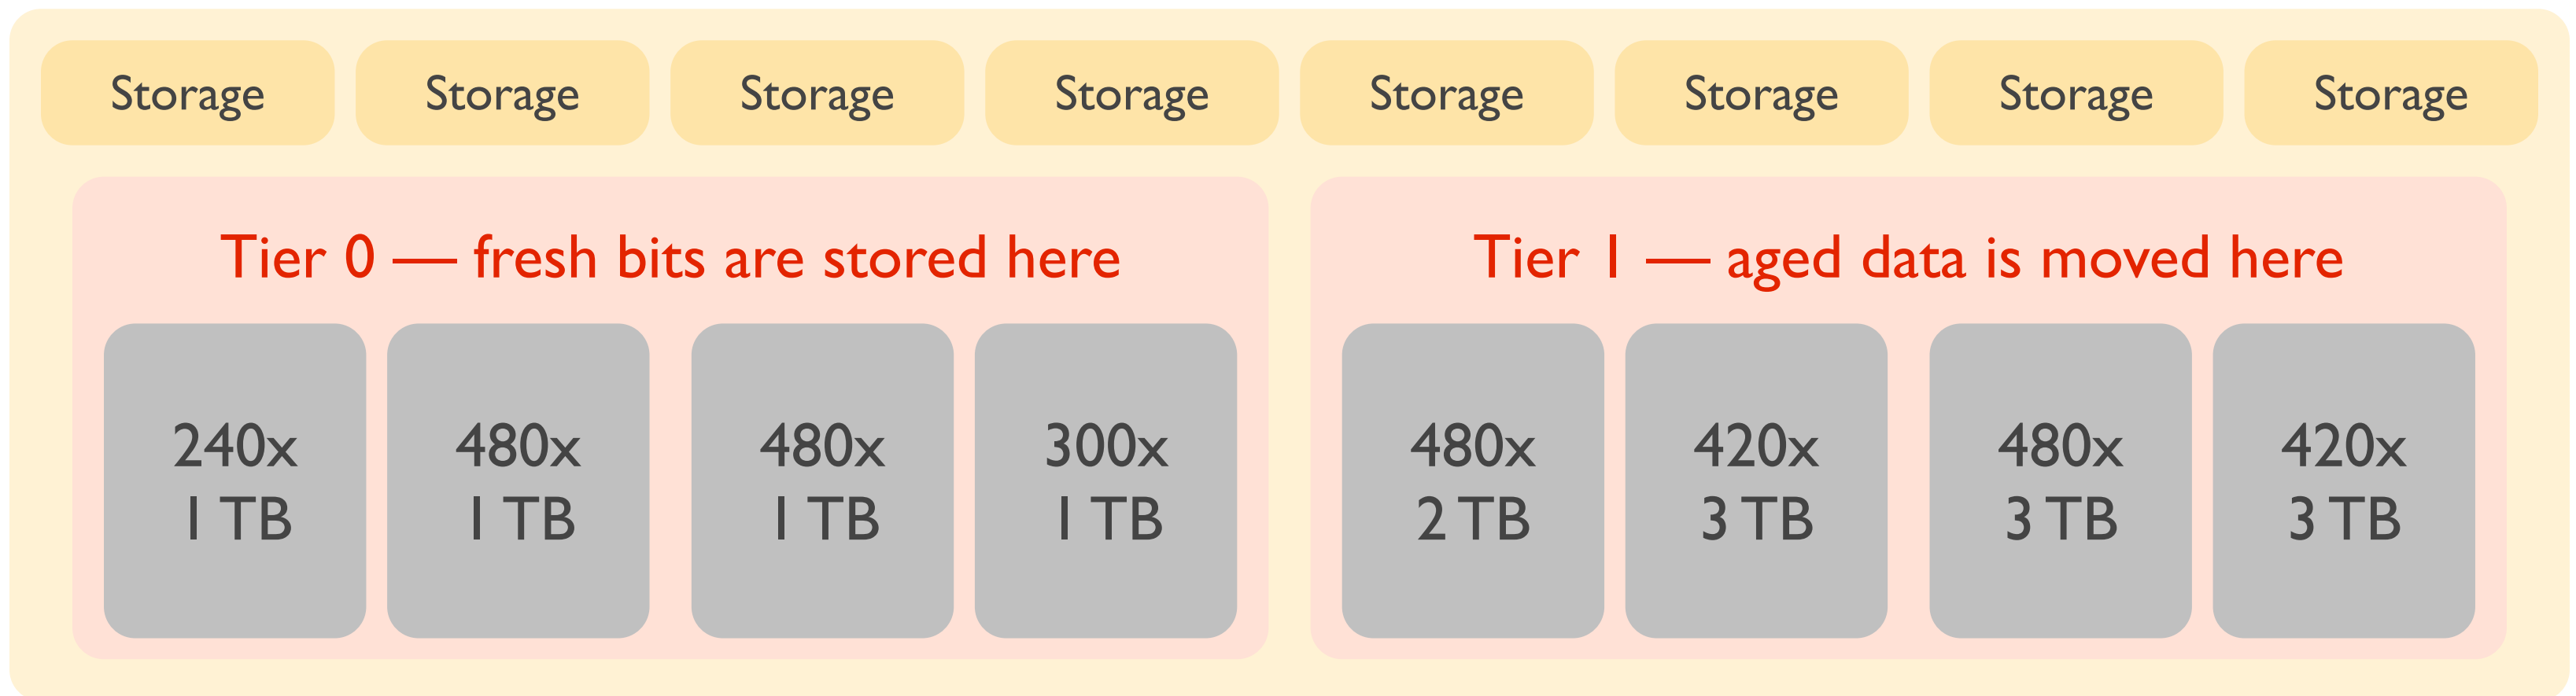 Storage
Storage
Storage
Storage
Storage
Storage
Storage
Storage
Tier 0 — fresh bits are stored here
240x
1 TB
480x
1 TB
480x
1 TB
300x
1 TB
Tier 1 — aged data is moved here
480x
2 TB
420x
3 TB
480x
3 TB
420x
3 TB